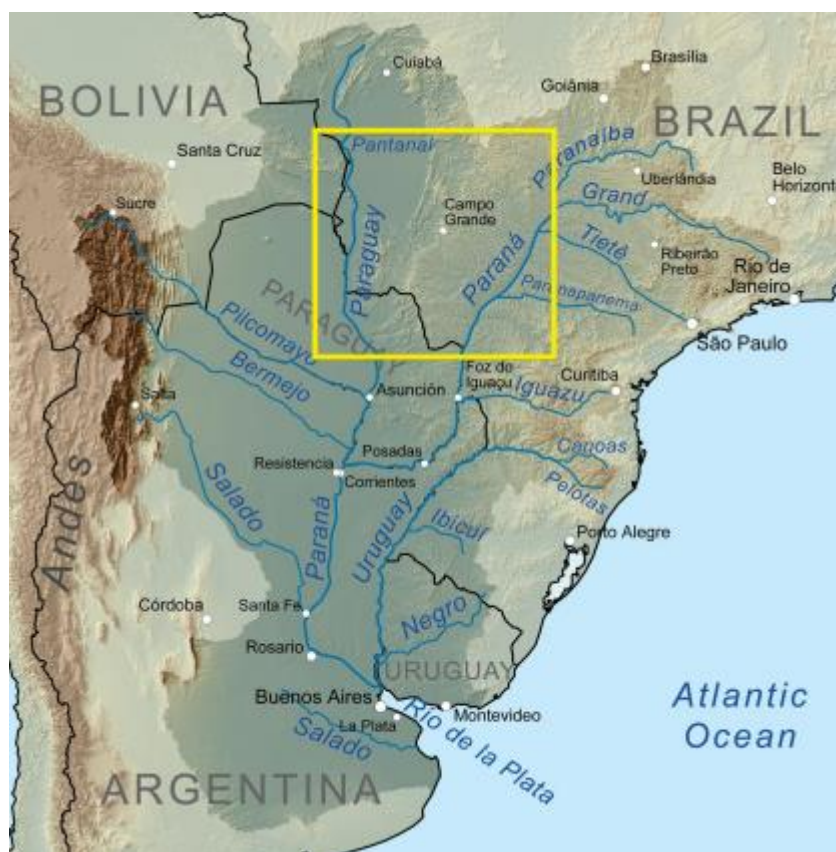 Cuiabá
Brasília
Goiânia
BOLIVIA
BRAZIL
Pantanal
Paranaíba
Santa Cruz
Uberlândia
Belo
Horizont
Sucre
Campo
Grande
Grand
Paraguay
Paraná
Tietê
Ribeirão
Preto
Rio de
Janeiro
PARAGUAY
Paranapanema
Pilcomayo
São Paulo
Bermejo
Foz do
Iguaçu
Curitiba
Asunción
Iguazu
Salta
Posadas
Canoas
Resistencia
Corrientes
Pelotas
Andes
Salado
Paraná
Uruguay
Ibicuí
Porto Alegre
Córdoba
Santa Fe
Negro
Rosario
URUGUAY
Buenos Aires
Montevideo
La Plata
Río de la Plata
Salado
Atlantic
Ocean
ARGENTINA